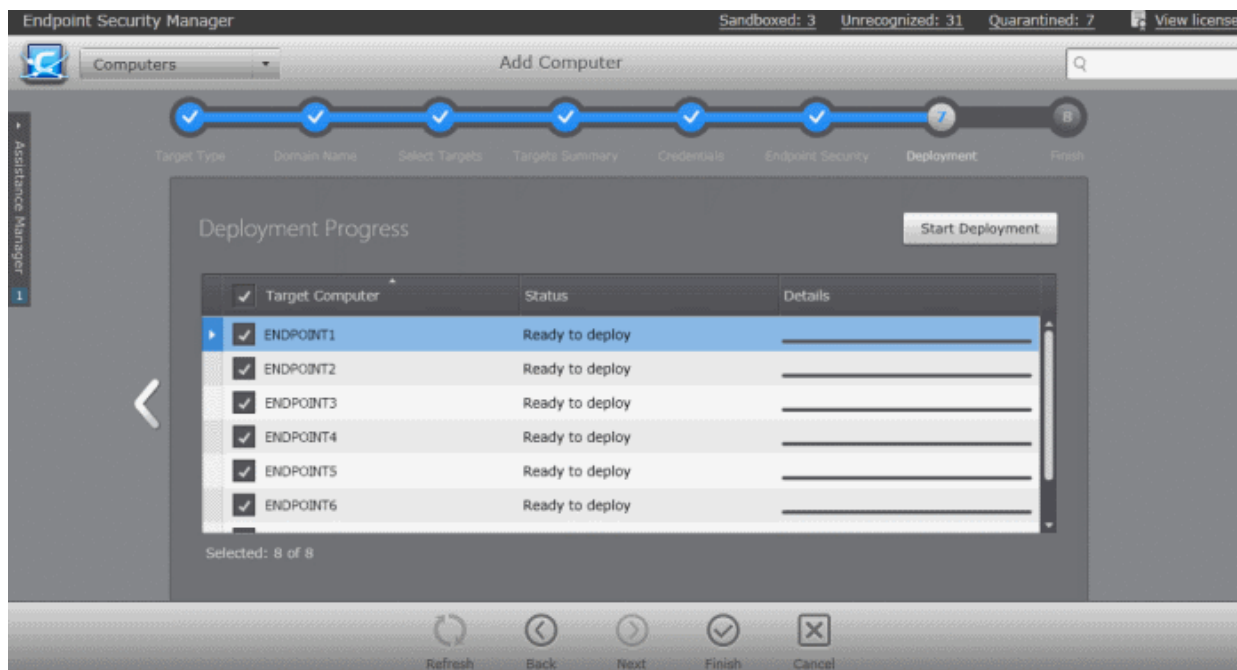 Endpoint Security Manager Sandboxed: 3 Unrecognized: 31 Quarantined: 7 View license
Computers Add Computer
7 8
Target Type Domain Name Select Targets Targets Summary Credentials Endpoint Security Deployment Finish
Assistance Manager
1
Deployment Progress Start Deployment
Target Computer Status Details
ENDPOINT1 Ready to deploy
ENDPOINT2 Ready to deploy
ENDPOINT3 Ready to deploy
ENDPOINT4 Ready to deploy
ENDPOINT5 Ready to deploy
ENDPOINT6 Ready to deploy
Selected: 8 of 8
Refresh Back Next Finish Cancel